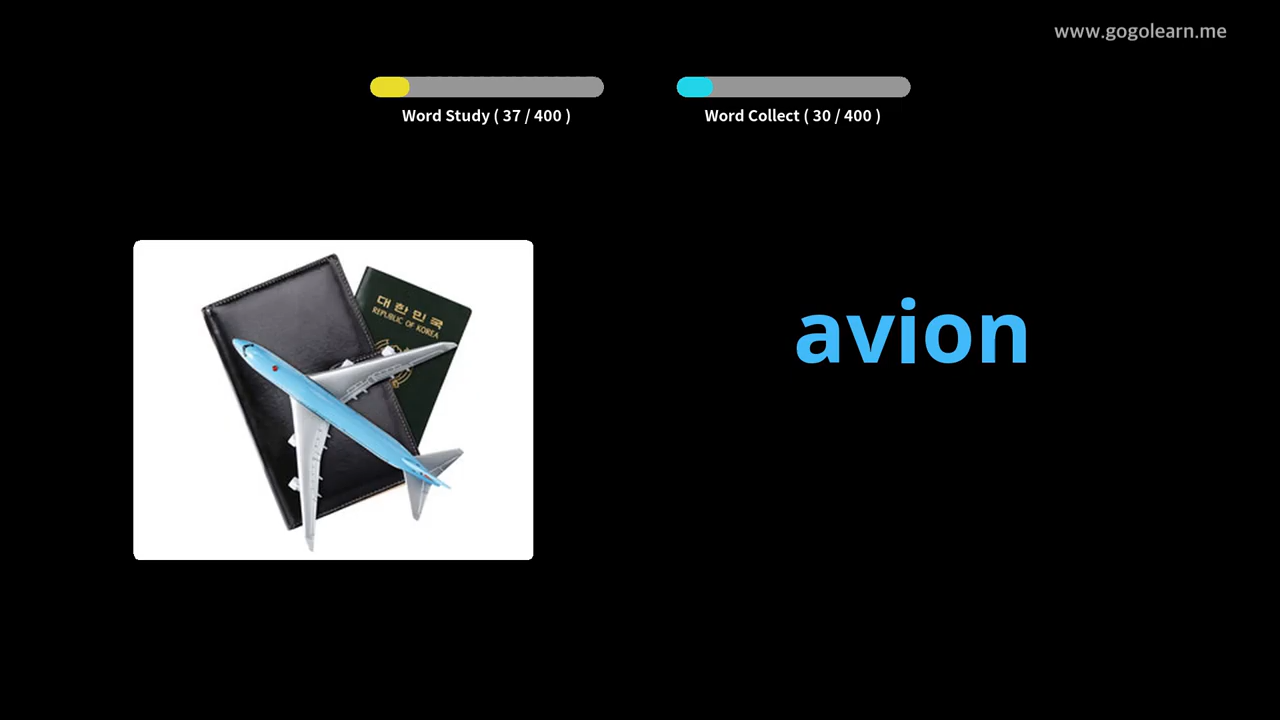 www.gogolearn.me
Word Study ( 37 / 400 )
Word Collect ( 30 / 400 )
대한민국
REPUBLIC OF KOREA
avion